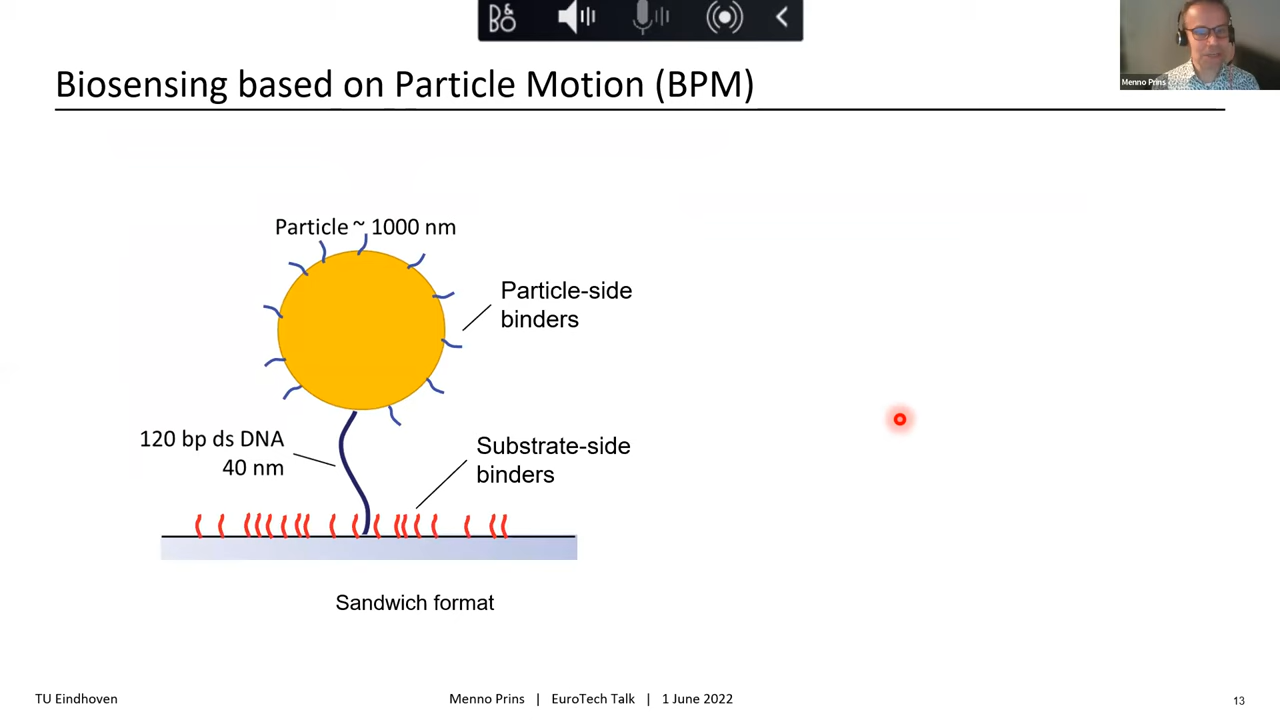 B&O
Biosensing based on Particle Motion (BPM)
Menno Prins
Particle ~ 1000 nm
Particle-side
binders
120 bp ds DNA
40 nm
Substrate-side
binders
Sandwich format
TU Eindhoven
Menno Prins | EuroTech Talk | 1 June 2022
13